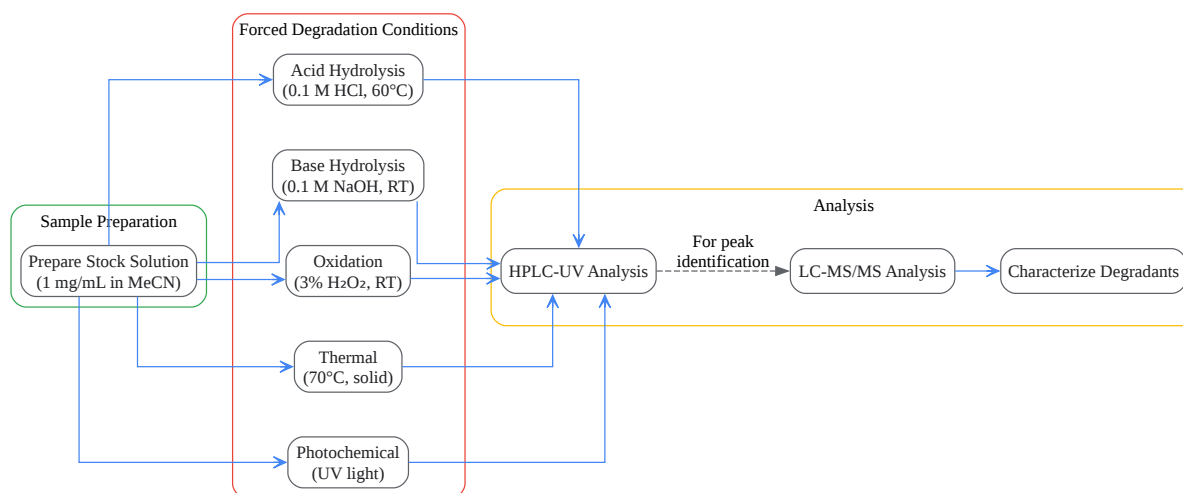 Forced Degradation Conditions
Acid Hydrolysis
(0.1 M HCl, 60°C)
Base Hydrolysis
(0.1 M NaOH, RT)
Sample Preparation
Analysis
Prepare Stock Solution
(1 mg/mL in MeCN)
Oxidation
(3% H₂O₂, RT)
HPLC-UV Analysis
For peak
identification
LC-MS/MS Analysis
Characterize Degradants
Thermal
(70°C, solid)
Photochemical
(UV light)